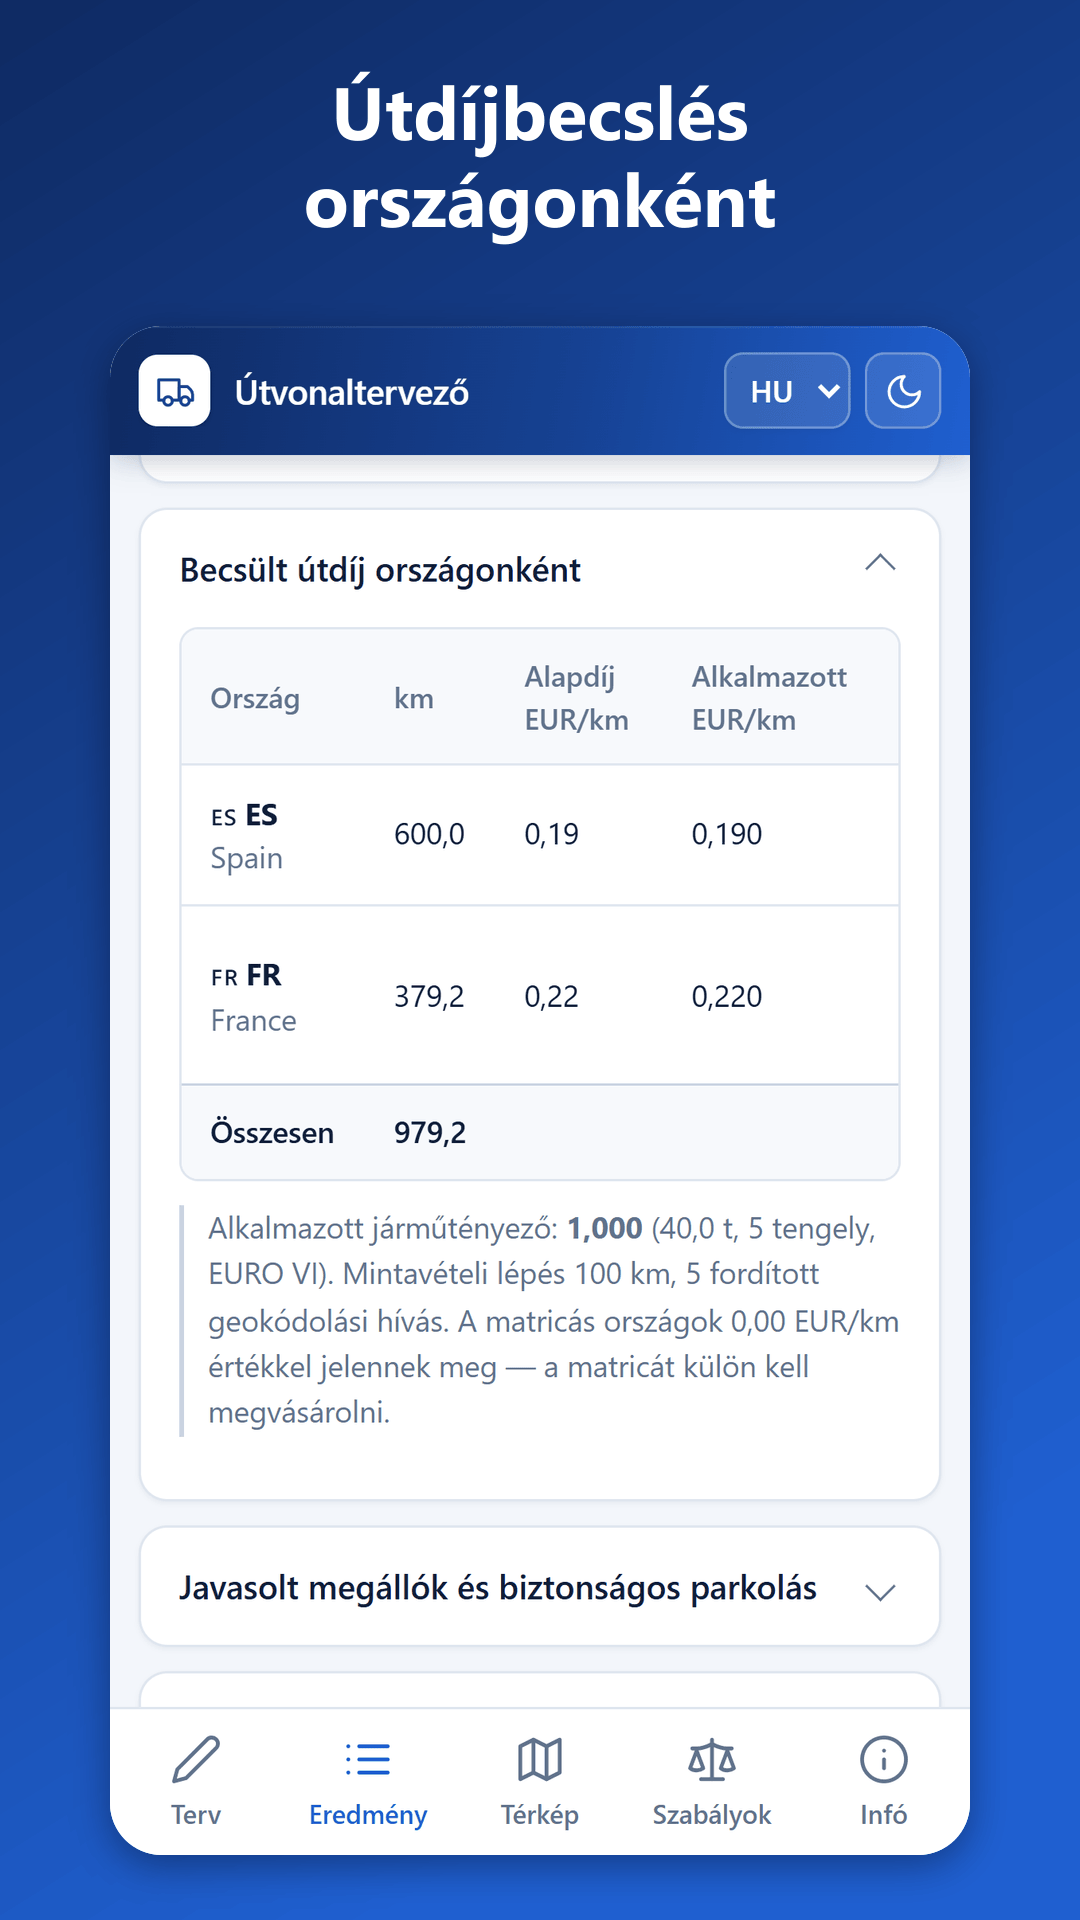 Útdíjbecslés
országonként
Útvonaltervező
HU
Becsült útdíj országonként
Ország km Alapdíj EUR/km Alkalmazott EUR/km
ES ES Spain 600,0 0,19 0,190
FR FR France 379,2 0,22 0,220
Összesen 979,2
Alkalmazott járműtényező: 1,000 (40,0 t, 5 tengely,
EURO VI). Mintavételi lépés 100 km, 5 fordított
geokódolási hívás. A matricás országok 0,00 EUR/km
értékkel jelennek meg — a matricát külön kell
megvásárolni.
Javasolt megállók és biztonságos parkolás
Terv Eredmény Térkép Szabályok Infó